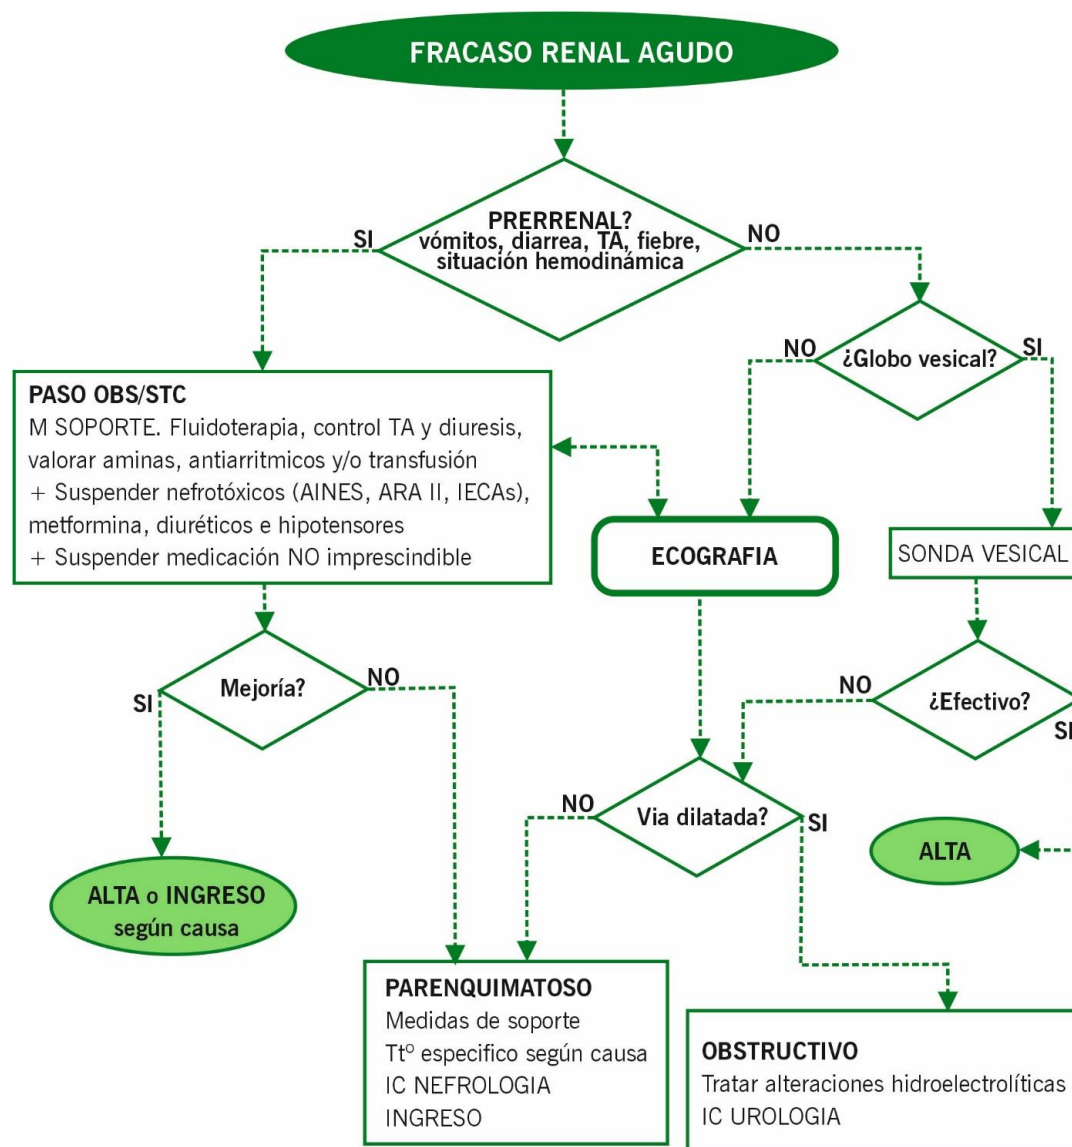 FRACASO RENAL AGUDO
PRERRENAL?
vómitos, diarrea, TA, fiebre,
situación hemodinámica
SI
NO
¿Globo vesical?
NO
SI
PASO OBS/STC
M SOPORTE. Fluidoterapia, control TA y diuresis,
valorar aminas, antiarritmicos y/o transfusión
+ Suspender nefrotóxicos (AINES, ARA II, IECAs),
metformina, diuréticos e hipotensores
+ Suspender medicación NO imprescindible
ECOGRAFIA
SONDA VESICAL
Mejoría?
SI
NO
¿Efectivo?
NO
SI
Via dilatada?
NO
SI
ALTA
ALTA o INGRESO
según causa
PARENQUIMATOSO
Medidas de soporte
Ttº especifico según causa
IC NEFROLOGIA
INGRESO
OBSTRUCTIVO
Tratar alteraciones hidroelectrolíticas
IC UROLOGIA